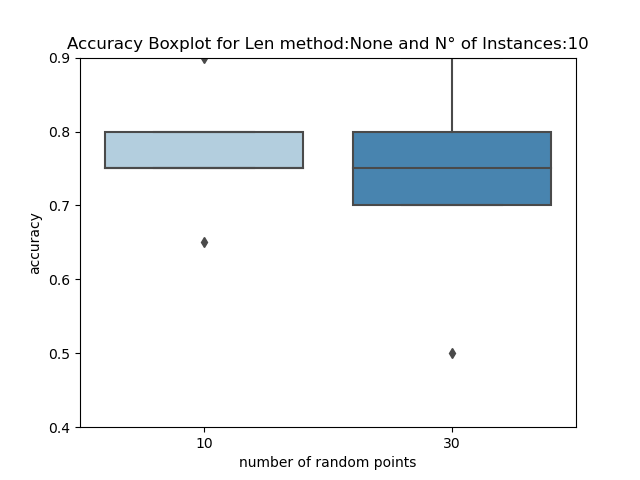 Accuracy Boxplot for Len method:None and N° of Instances:10
0.9
0.8
0.7
0.6
0.5
0.4
accuracy
10
30
number of random points